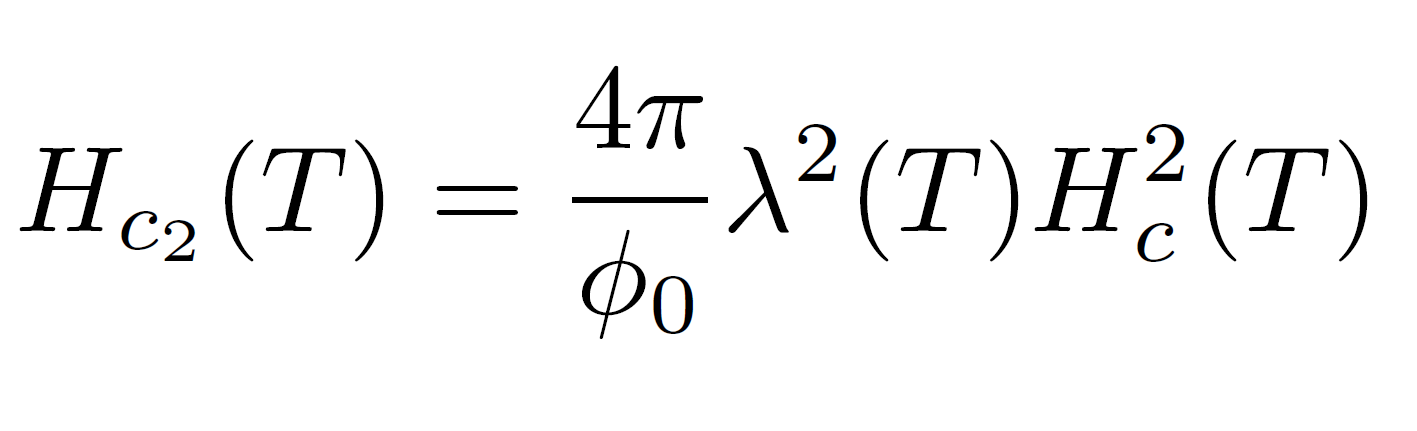 H_{c_2}(T) = \frac{4\pi}{\phi_0} \lambda^2(T) H_c^2(T)